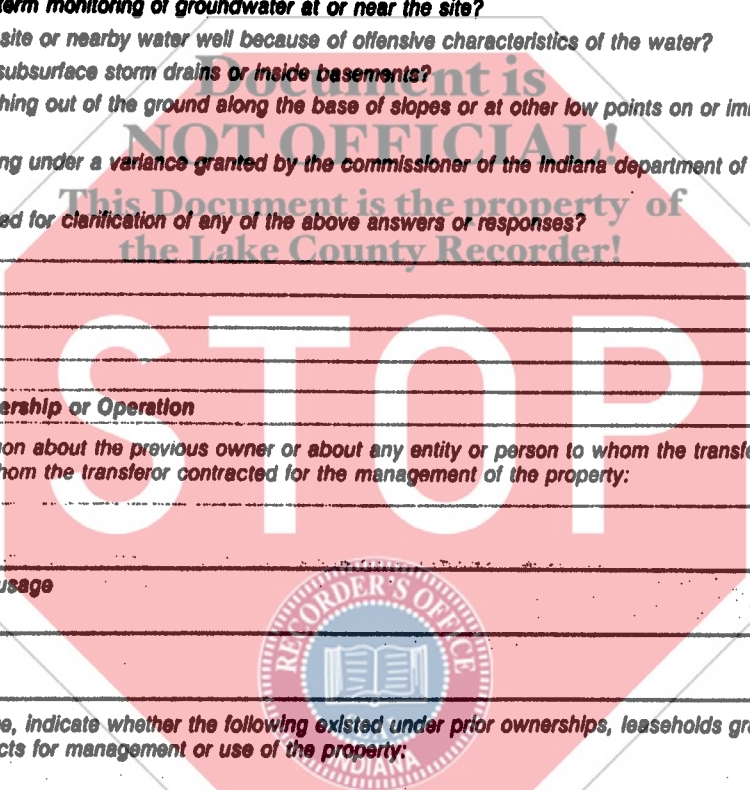 term monitoring of groundwater at or near the site?
site or nearby water well because of offensive characteristics of the water?
subsurface storm drains or inside basements?
Document is
hing out of the ground along the base of slopes or at other low points on or imm
NOT OFFICIAL!
ng under a variance granted by the commissioner of the Indiana department of
This Document is the property of
ed for clarification of any of the above answers or responses?
the Lake County Recorder!
STOP
ership or Operation
on about the previous owner or about any entity or person to whom the transfe
hom the transferor contracted for the management of the property:
usage
RECORDER'S OFFICE
INDIANA
e, indicate whether the following existed under prior ownerships, leaseholds gra
cts for management or use of the property: